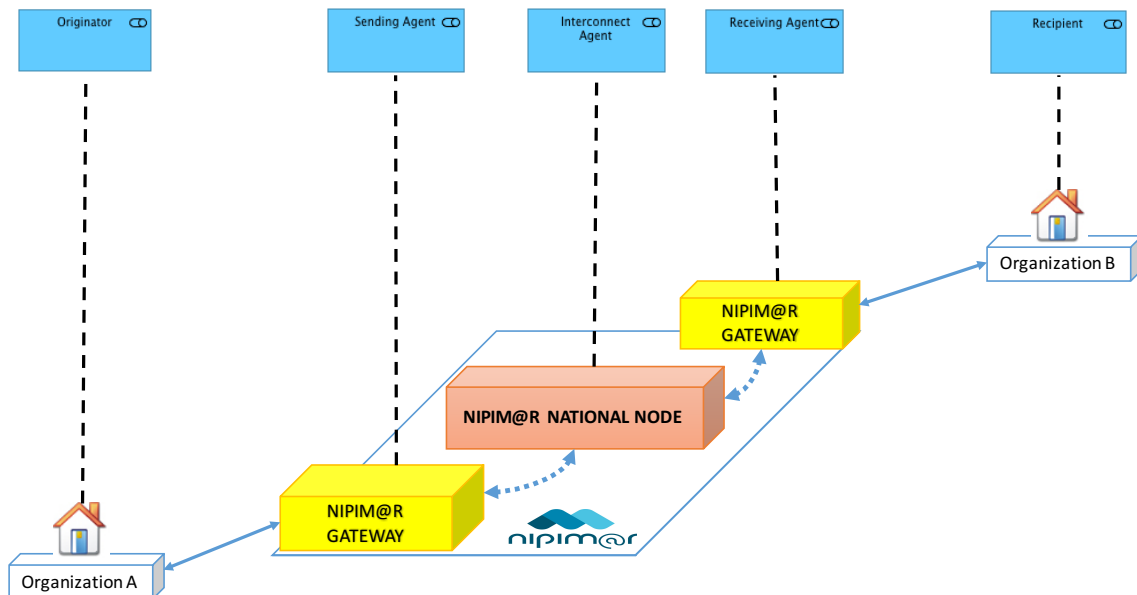 Originator
Sending Agent
Interconnect
Agent
Receiving Agent
Recipient
Organization B
NIPIM@R
GATEWAY
NIPIM@R NATIONAL NODE
NIPIM@R
GATEWAY
nipim@r
Organization A